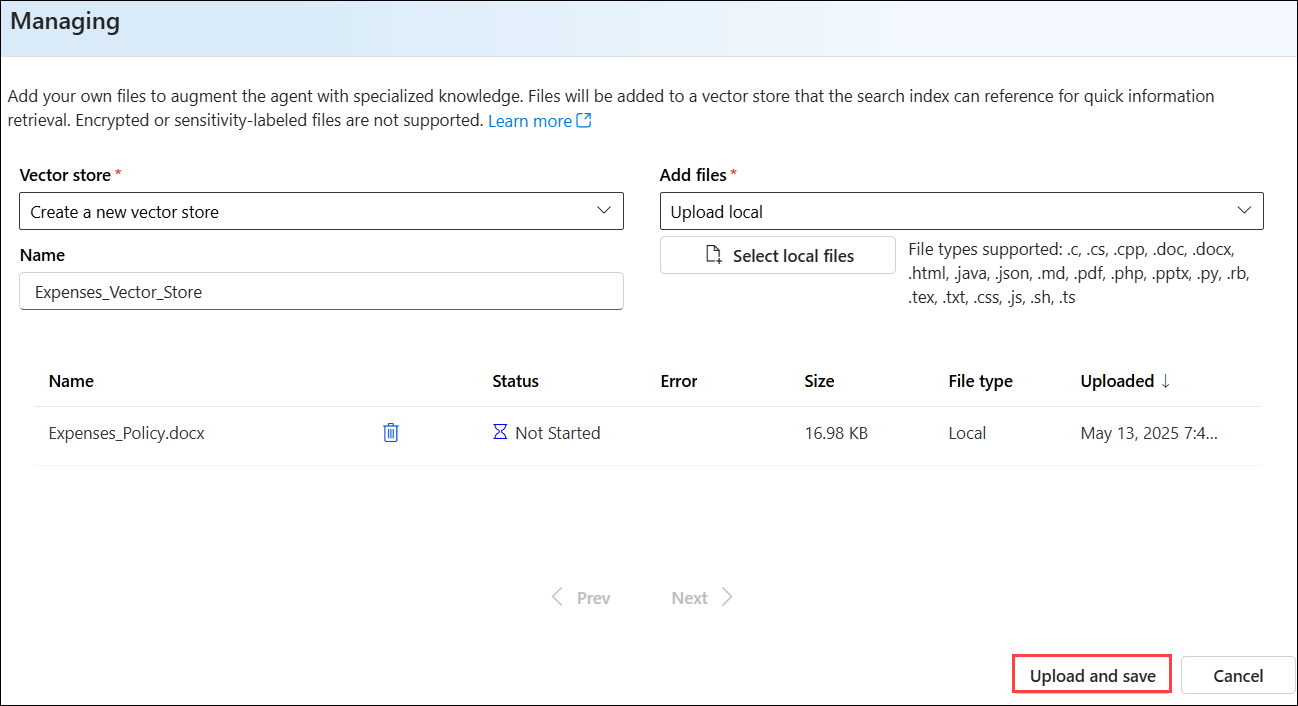 Managing
Add your own files to augment the agent with specialized knowledge. Files will be added to a vector store that the search index can reference for quick information
retrieval. Encrypted or sensitivity-labeled files are not supported. Learn more
Vector store *
Create a new vector store
Name
Expenses_Vector_Store
Add files *
Upload local
Select local files
File types supported: .c, .cs, .cpp, .doc, .docx,
.html, .java, .json, .md, .pdf, .php, .pptx, .py, .rb,
.tex, .txt, .css, .js, .sh, .ts
Name Status Error Size File type Uploaded ↓
Expenses_Policy.docx Not Started 16.98 KB Local May 13, 2025 7:4...
Prev Next
Upload and save Cancel